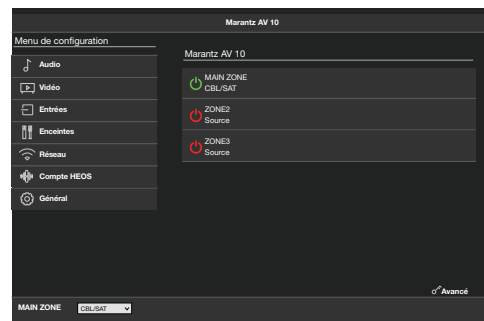 Marantz AV 10
Menu de configuration
Audio
Vidéo
Entrées
Enceintes
Réseau
Compte HEOS
Général
Marantz AV 10
MAIN ZONE
CBL/SAT
ZONE2
Source
ZONE3
Source
Avancé
MAIN ZONE CBL/SAT